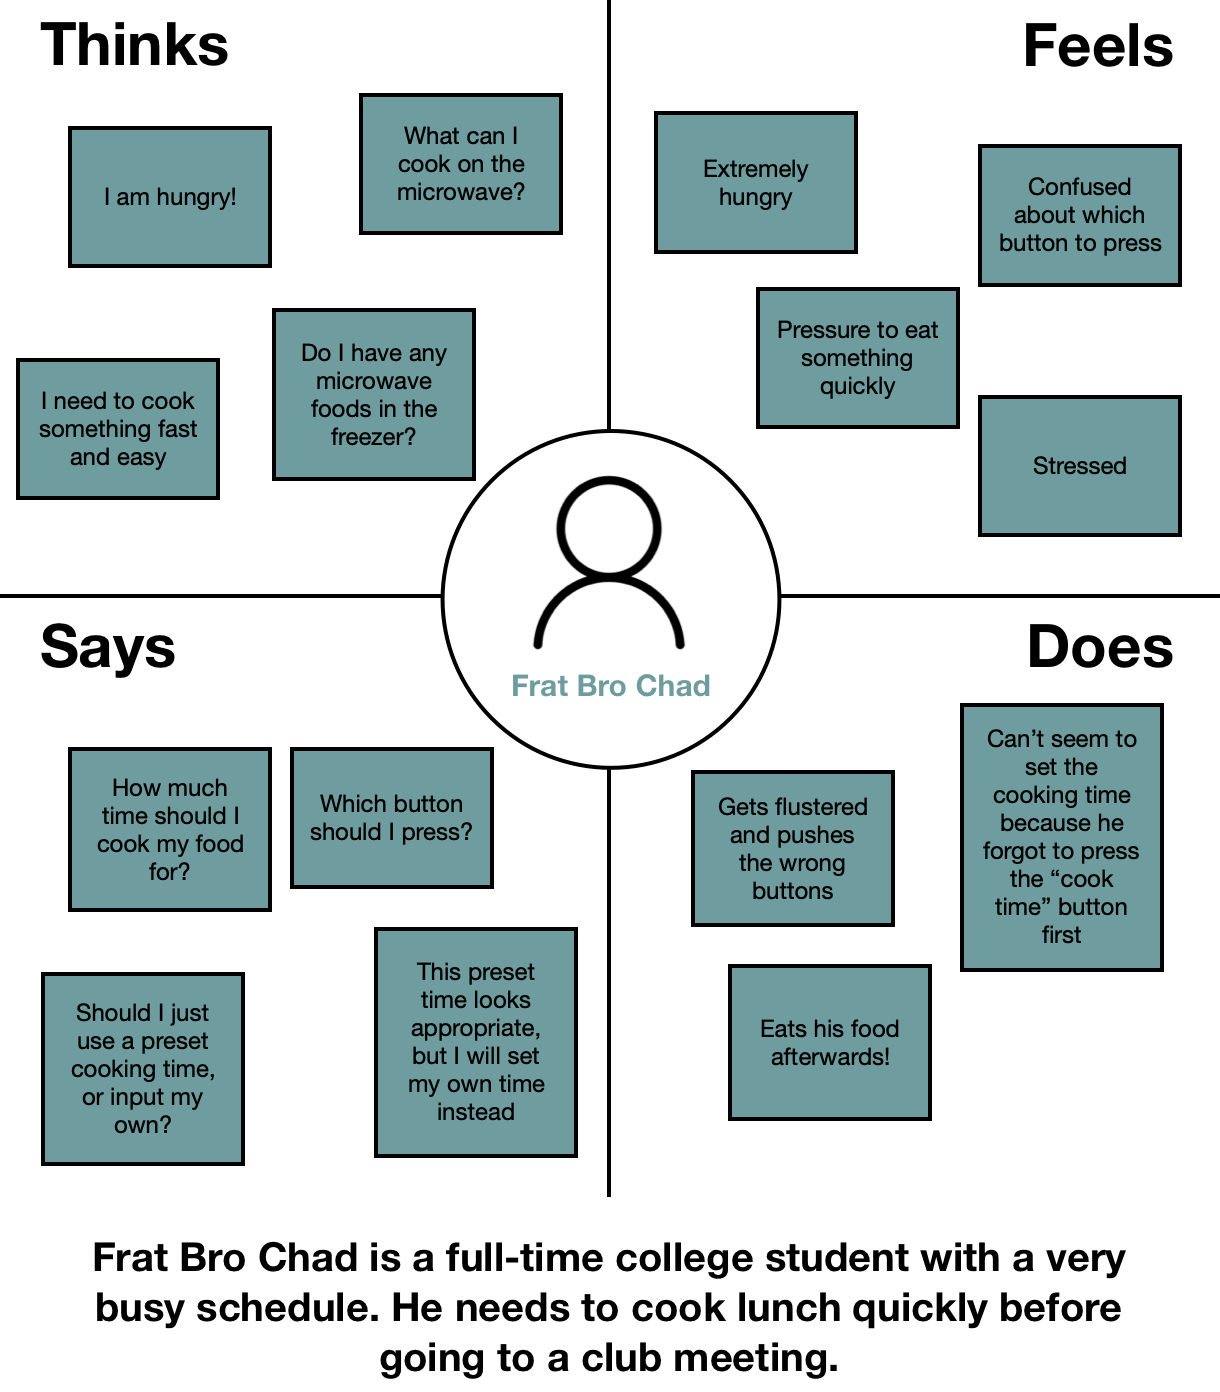 Thinks
I am hungry!
What can I
cook on the
microwave?
I need to cook
something fast
and easy
Do I have any
microwave
foods in the
freezer?
Feels
Extremely
hungry
Confused
about which
button to press
Pressure to eat
something
quickly
Stressed
Frat Bro Chad
Says
How much
time should I
cook my food
for?
Which button
should I press?
Should I just
use a preset
cooking time,
or input my
own?
This preset
time looks
appropriate,
but I will set
my own time
instead
Does
Gets flustered
and pushes
the wrong
buttons
Can’t seem to
set the
cooking time
because he
forgot to press
the “cook
time” button
first
Eats his food
afterwards!
Frat Bro Chad is a full-time college student with a very
busy schedule. He needs to cook lunch quickly before
going to a club meeting.